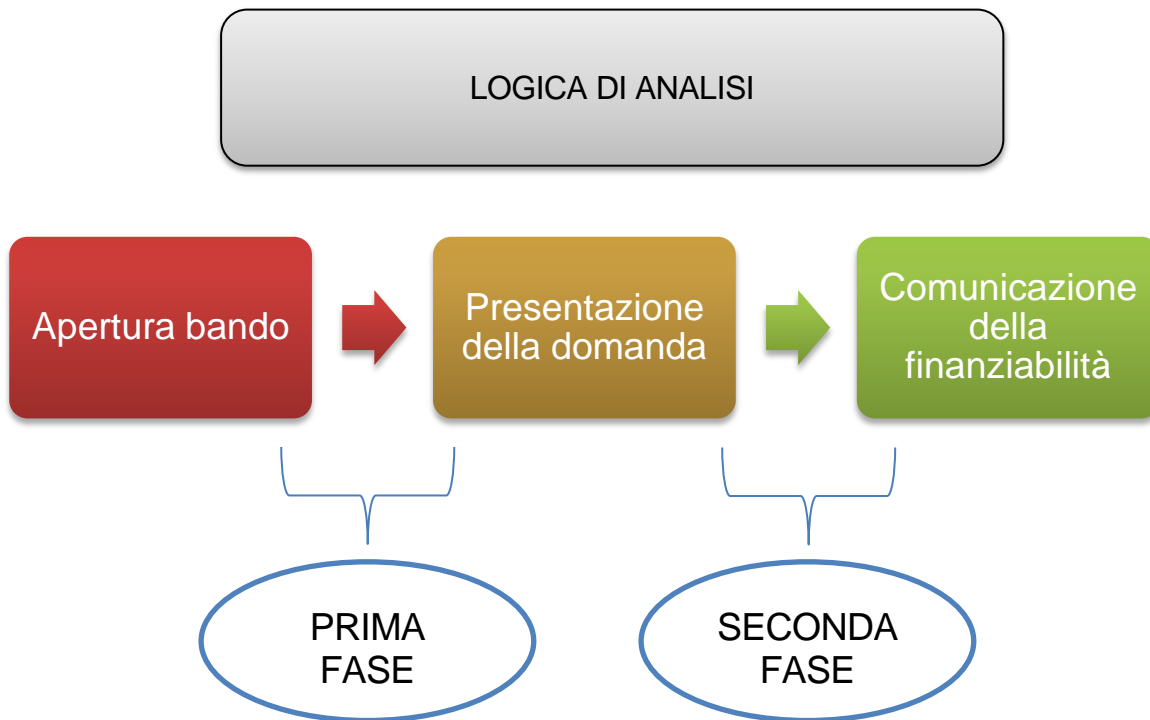 LOGICA DI ANALISI
Apertura bando
Presentazione
della domanda
Comunicazione
della
finanziabilità
PRIMA
FASE
SECONDA
FASE